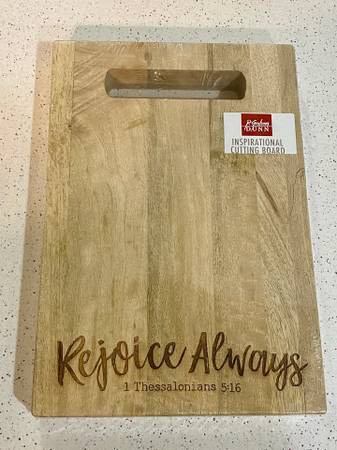 P. Graham
DUNN
INSPIRATIONAL
CUTTING BOARD
Rejoice Always
1 Thessalonians 5:16